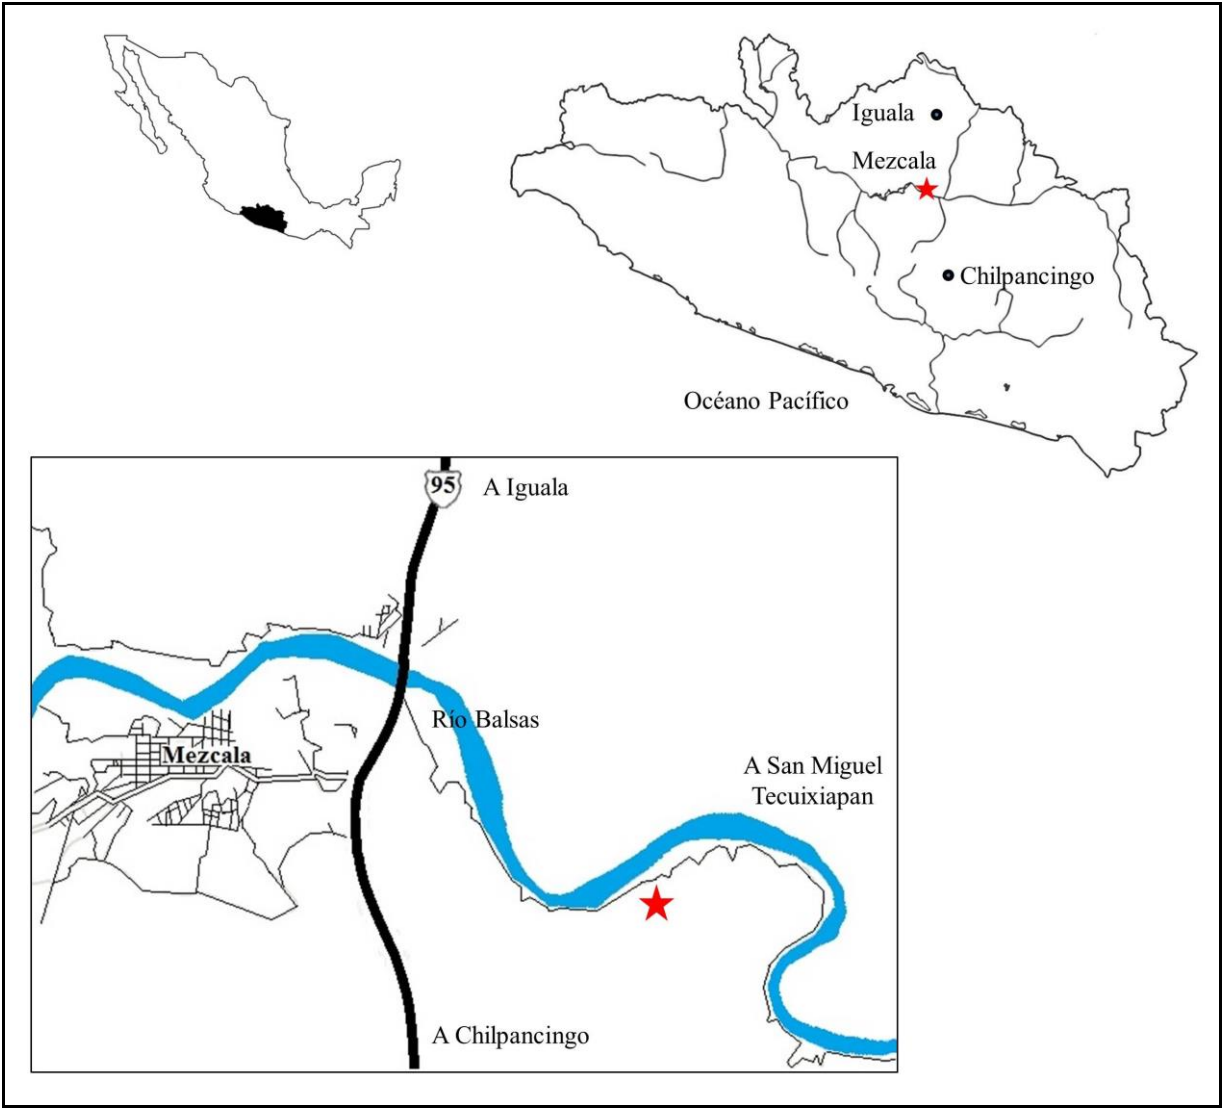 Iguala
Mezcala
Chilpancingo
Océano Pacífico
95
A Iguala
Río Balsas
Mezcala
A San Miguel
Tecuixiapan
A Chilpancingo